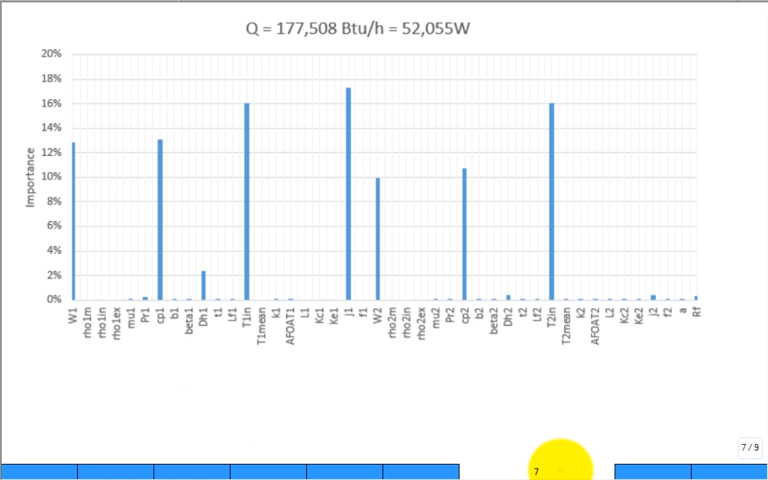 Q = 177,508 Btu/h = 52,055W
20%
18%
16%
14%
12%
10%
8%
6%
4%
2%
0%
Importance
W1
rho1m
rho1in
rho1ex
mu1
Pr1
cp1
b1
beta1
Dh1
t1
Lf1
T1in
T1mean
k1
AFOAT1
L1
Kc1
Ke1
j1
f1
W2
rho2m
rho2in
rho2ex
mu2
Pr2
cp2
b2
beta2
Dh2
t2
Lf2
T2in
T2mean
k2
AFOAT2
L2
Kc2
Ke2
j2
f2
a
Rf
7 / 9
7